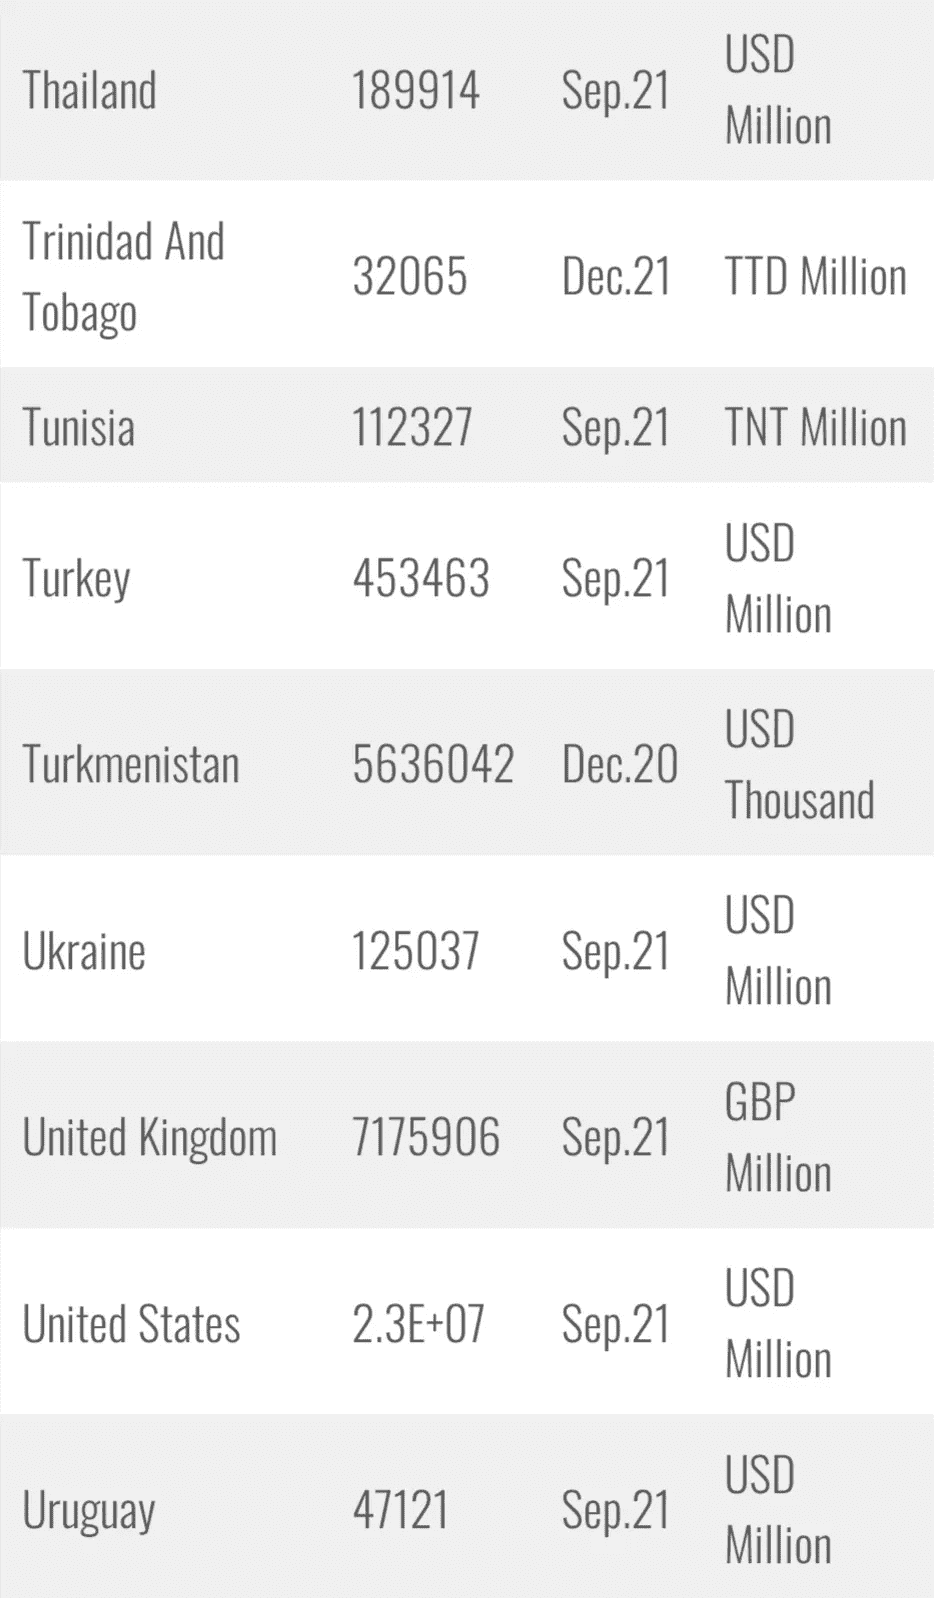 Thailand 189914 Sep.21 USD
Million
Trinidad And
Tobago 32065 Dec.21 TTD Million
Tunisia 112327 Sep.21 TNT Million
Turkey 453463 Sep.21 USD
Million
Turkmenistan 5636042 Dec.20 USD
Thousand
Ukraine 125037 Sep.21 USD
Million
United Kingdom 7175906 Sep.21 GBP
Million
United States 2.3E+07 Sep.21 USD
Million
Uruguay 47121 Sep.21 USD
Million